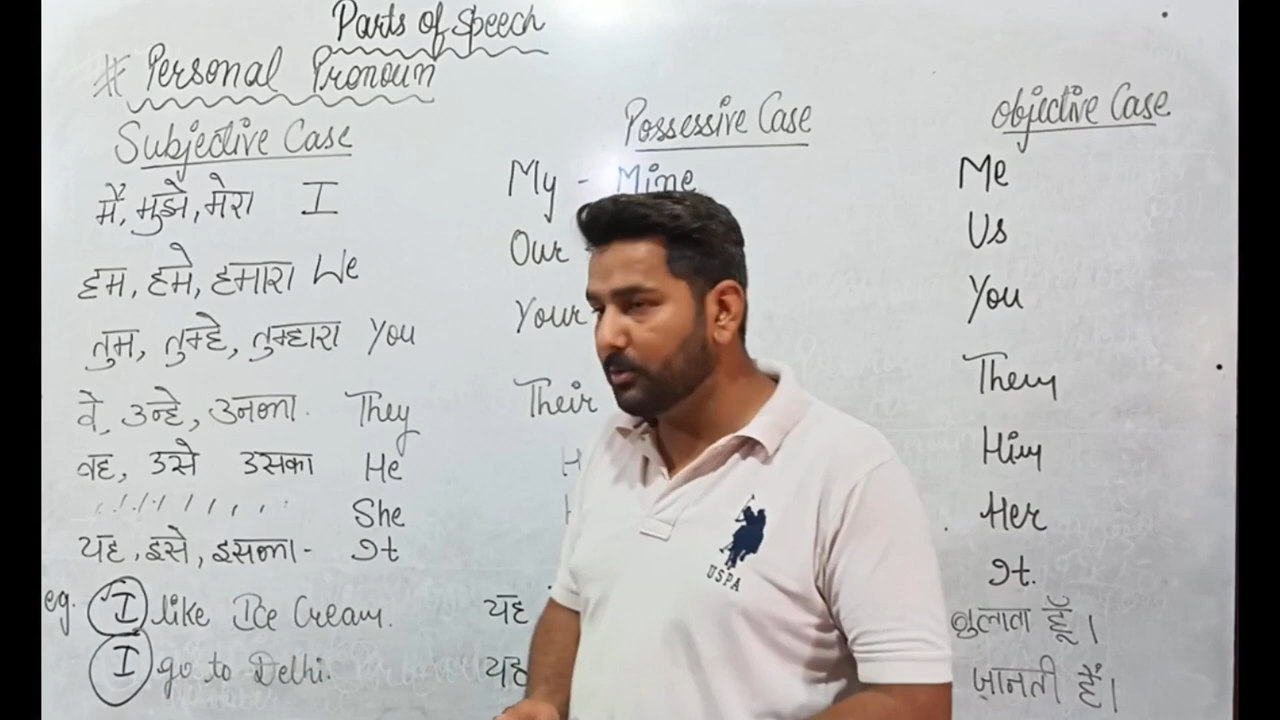 Parts of Speech
# Personal Pronoun
Subjective Case Possessive Case Objective Case
मैं, मुझे, मेरा I My - Mine Me
हम, हमे, हमारा We Our Us
तुम, तुम्हे, तुम्हारा You Your You
वे, उन्हे, उनका They Their Them
वह, उसे उसका He H Him
She H Her
यह, इसे, इसका - It It.
eg. I like Ice Cream. यह बुलाता हूँ।
I go to Delhi. यह जानती हैं।
USPA